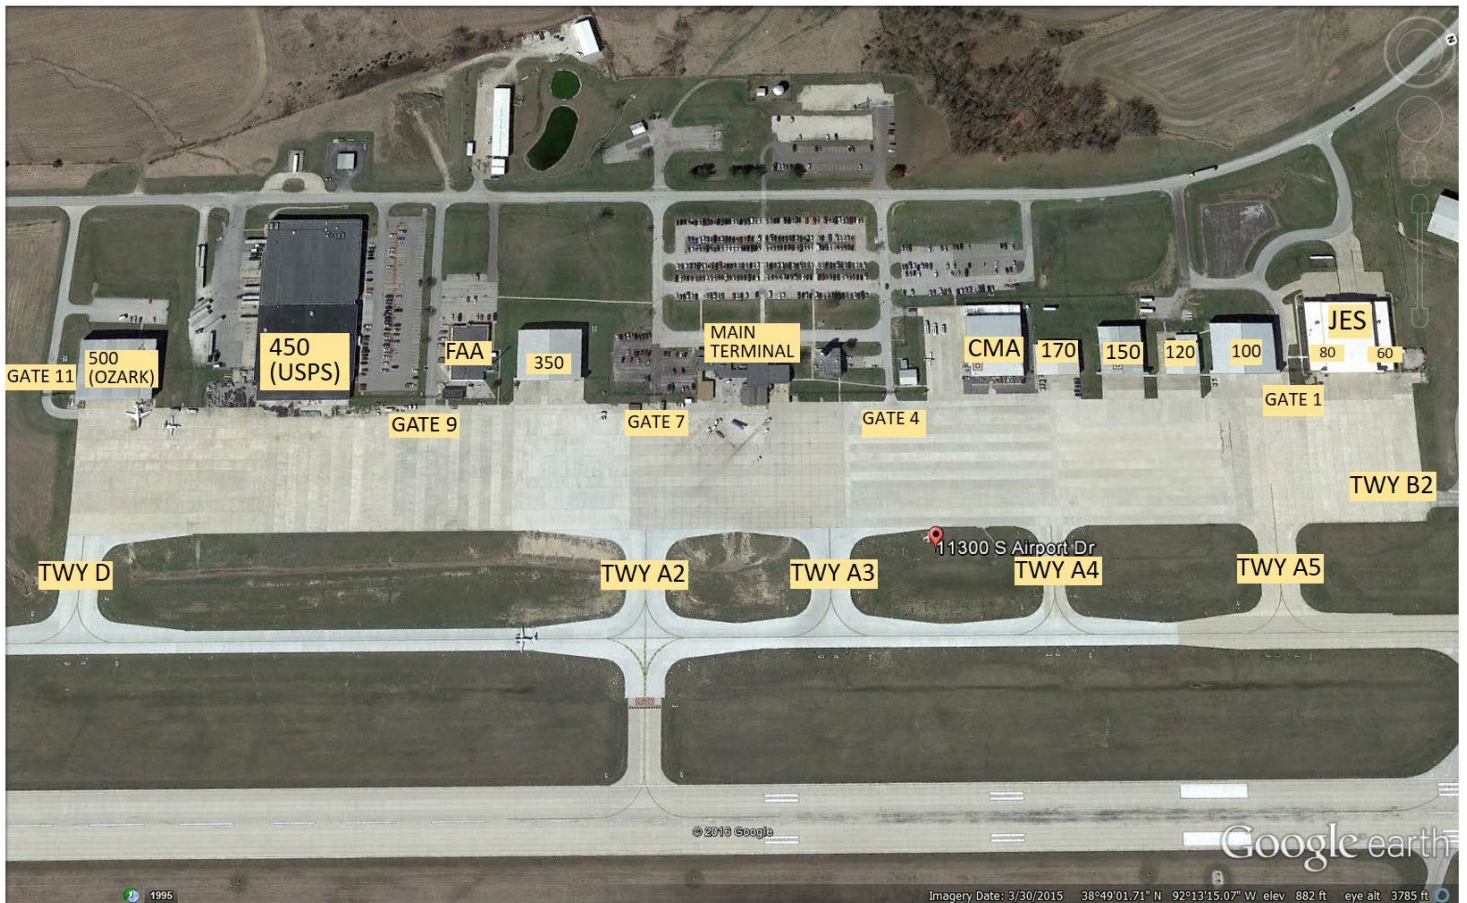 N
MAIN
TERMINAL
JES
500
(OZARK)
450
(USPS)
FAA
350
CMA
170
150
120
100
80
60
GATE 11
GATE 9
GATE 7
GATE 4
GATE 1
TWY B2
11300 S Airport Dr
TWY D
TWY A2
TWY A3
TWY A4
TWY A5
© 2016 Google
Google earth
1995
Imagery Date: 3/30/2015 38°49'01.71" N 92°13'15.07" W elev 882 ft eye alt 3785 ft